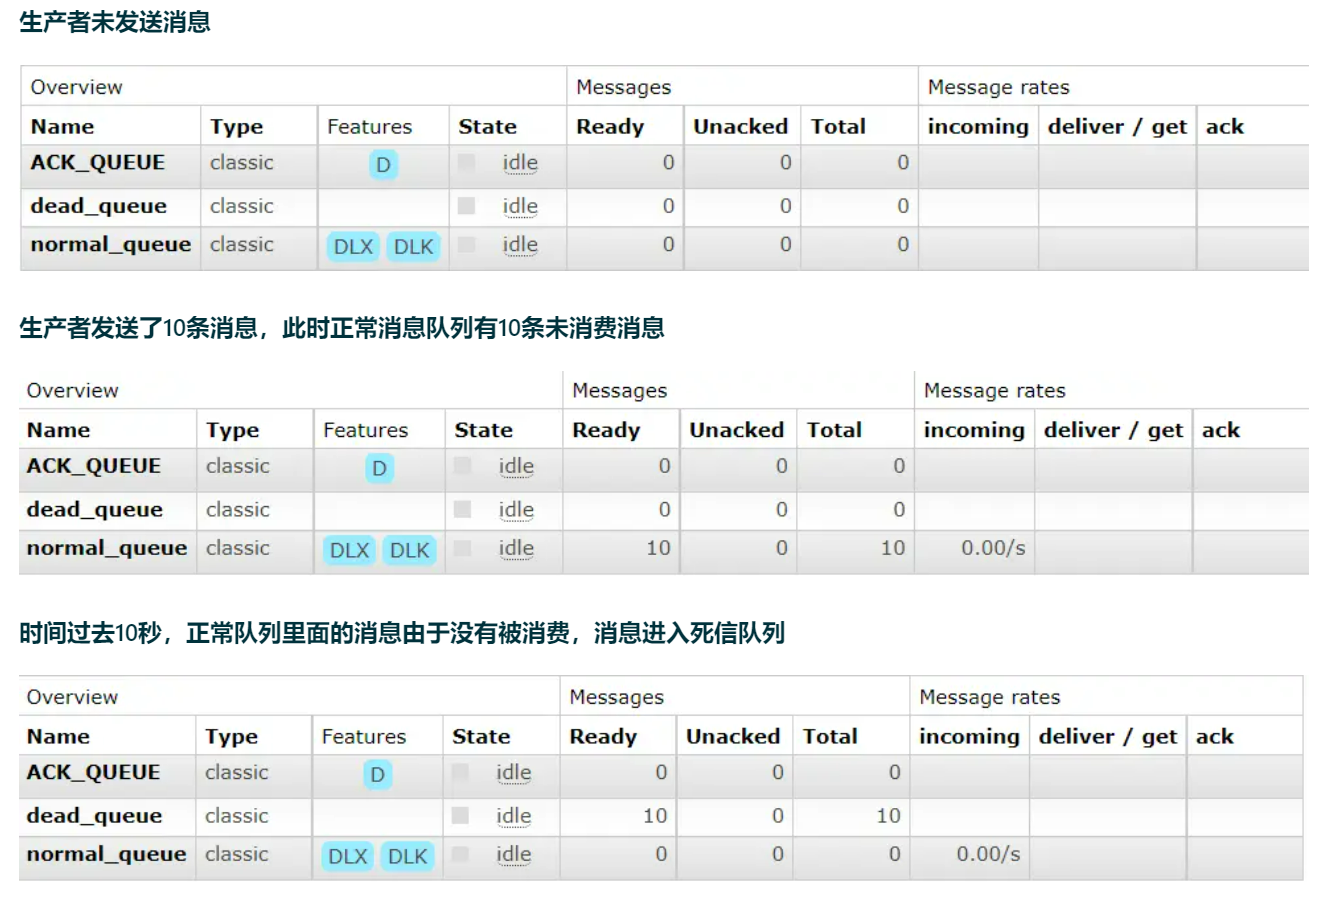 生产者未发送消息
Overview Messages Message rates
Name Type Features State Ready Unacked Total incoming deliver / get ack
ACK_QUEUE classic D idle 0 0 0
dead_queue classic idle 0 0 0
normal_queue classic DLX DLK idle 0 0 0
生产者发送了10条消息，此时正常消息队列有10条未消费消息
Overview Messages Message rates
Name Type Features State Ready Unacked Total incoming deliver / get ack
ACK_QUEUE classic D idle 0 0 0
dead_queue classic idle 0 0 0
normal_queue classic DLX DLK idle 10 0 10 0.00/s
时间过去10秒，正常队列里面的消息由于没有被消费，消息进入死信队列
Overview Messages Message rates
Name Type Features State Ready Unacked Total incoming deliver / get ack
ACK_QUEUE classic D idle 0 0 0
dead_queue classic idle 10 0 10
normal_queue classic DLX DLK idle 0 0 0 0.00/s